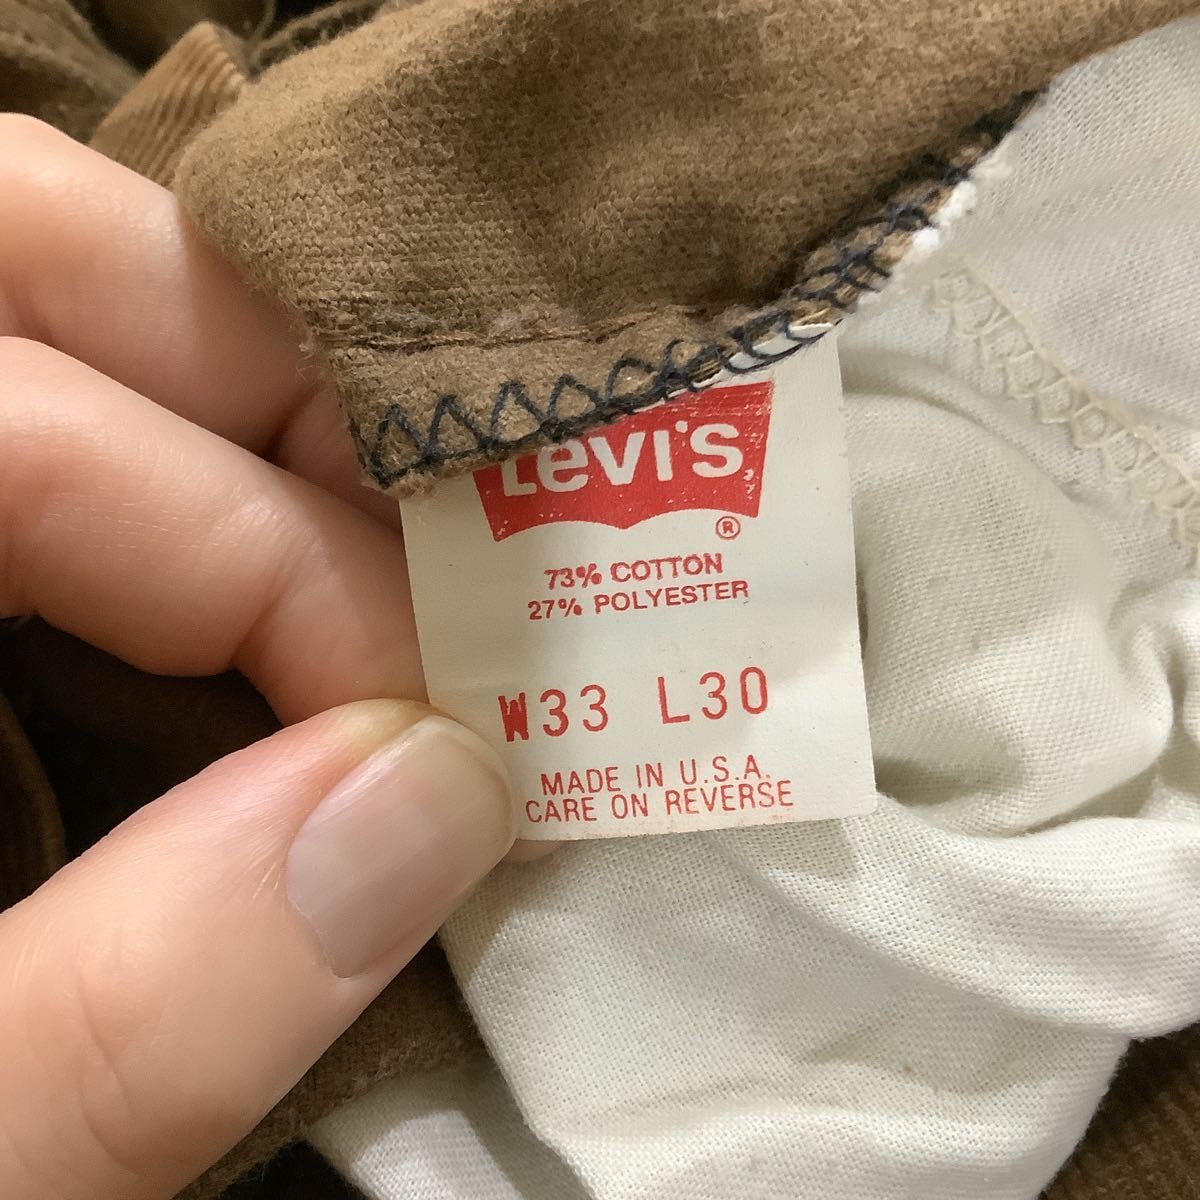 Levi's ®
73% COTTON
27% POLYESTER
W33 L30
MADE IN U.S.A.
CARE ON REVERSE